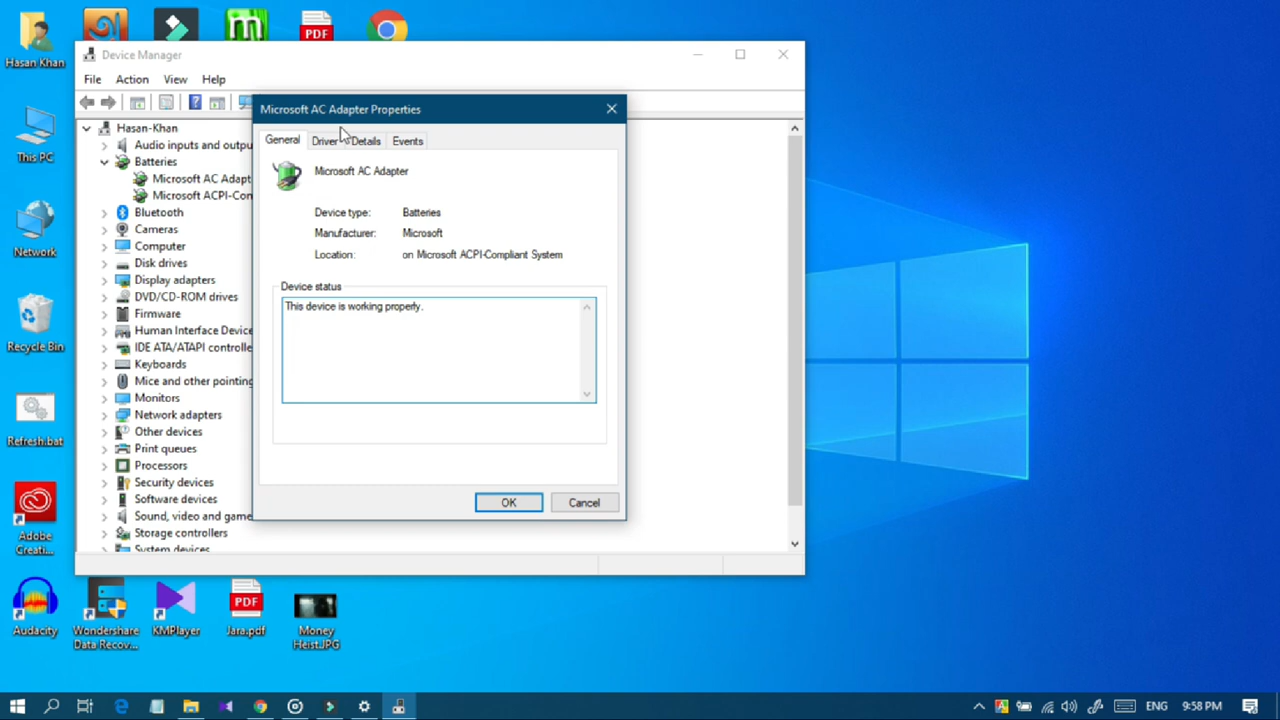 Hasan Khan
This PC
Network
Recycle Bin
Refresh.bat
Adobe
Creati...
Audacity
PDF
Device Manager
File Action View Help
Hasan-Khan
Audio inputs and outpu
Batteries
Microsoft AC Adapt
Microsoft ACPI-Con
Bluetooth
Cameras
Computer
Disk drives
Display adapters
DVD/CD-ROM drives
Firmware
Human Interface Device
IDE ATA/ATAPI controlle
Keyboards
Mice and other pointing
Monitors
Network adapters
Other devices
Print queues
Processors
Security devices
Software devices
Sound, video and game
Storage controllers
System devices
Microsoft AC Adapter Properties
General Driver Details Events
Microsoft AC Adapter
Device type: Batteries
Manufacturer: Microsoft
Location: on Microsoft ACPI-Compliant System
Device status
This device is working properly.
OK Cancel
Wondershare
Data Recov...
KMPlayer
PDF
Jara.pdf
Money
Heist.JPG
ENG 9:58 PM